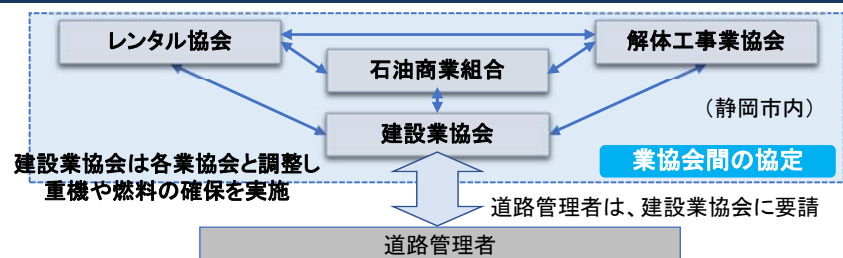 レンタル協会
解体工事業協会
石油商業組合
（静岡市内）
建設業協会
建設業協会は各業協会と調整し
重機や燃料の確保を実施
業協会間の協定
道路管理者は、建設業協会に要請
道路管理者